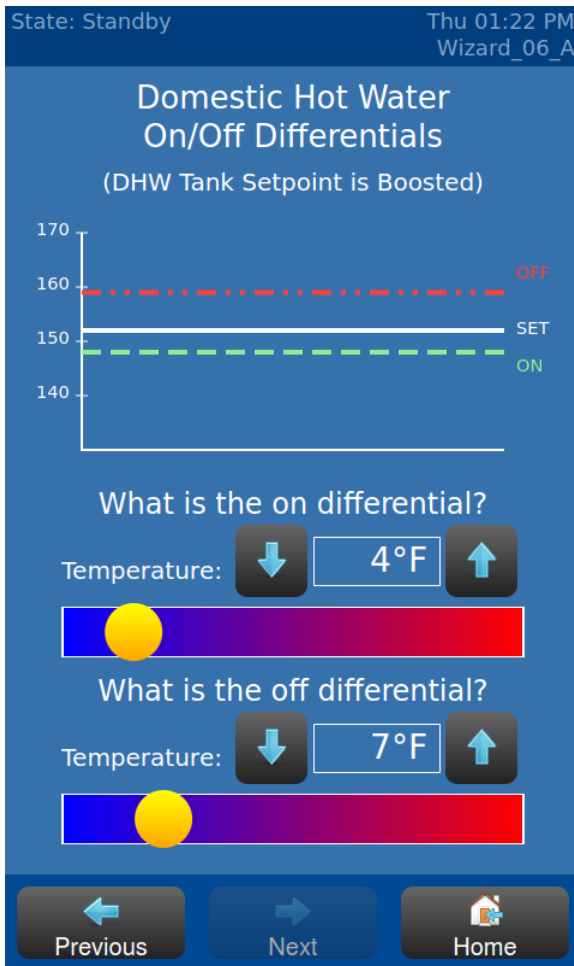 State: Standby
Thu 01:22 PM
Wizard_06_A
Domestic Hot Water
On/Off Differentials
(DHW Tank Setpoint is Boosted)
170
160
150
140
OFF
SET
ON
What is the on differential?
Temperature:
4°F
What is the off differential?
Temperature:
7°F
Previous
Next
Home